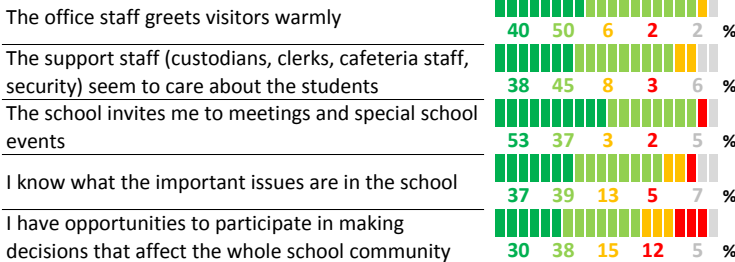 The office staff greets visitors warmly
40 50 6 2 2 %
The support staff (custodians, clerks, cafeteria staff,
security) seem to care about the students
38 45 8 3 6 %
The school invites me to meetings and special school
events
53 37 3 2 5 %
I know what the important issues are in the school
37 39 13 5 7 %
I have opportunities to participate in making
decisions that affect the whole school community
30 38 15 12 5 %